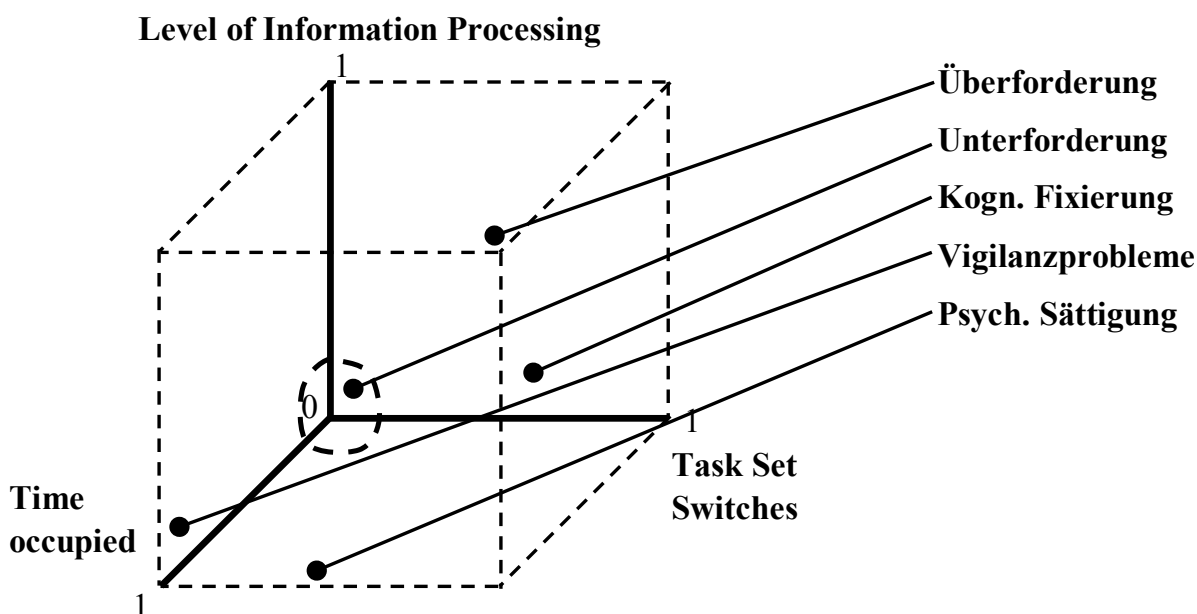 Level of Information Processing
1
Überforderung
Unterforderung
Kogn. Fixierung
Vigilanzprobleme
Psych. Sättigung
0
1
Task Set
Switches
Time
occupied
1